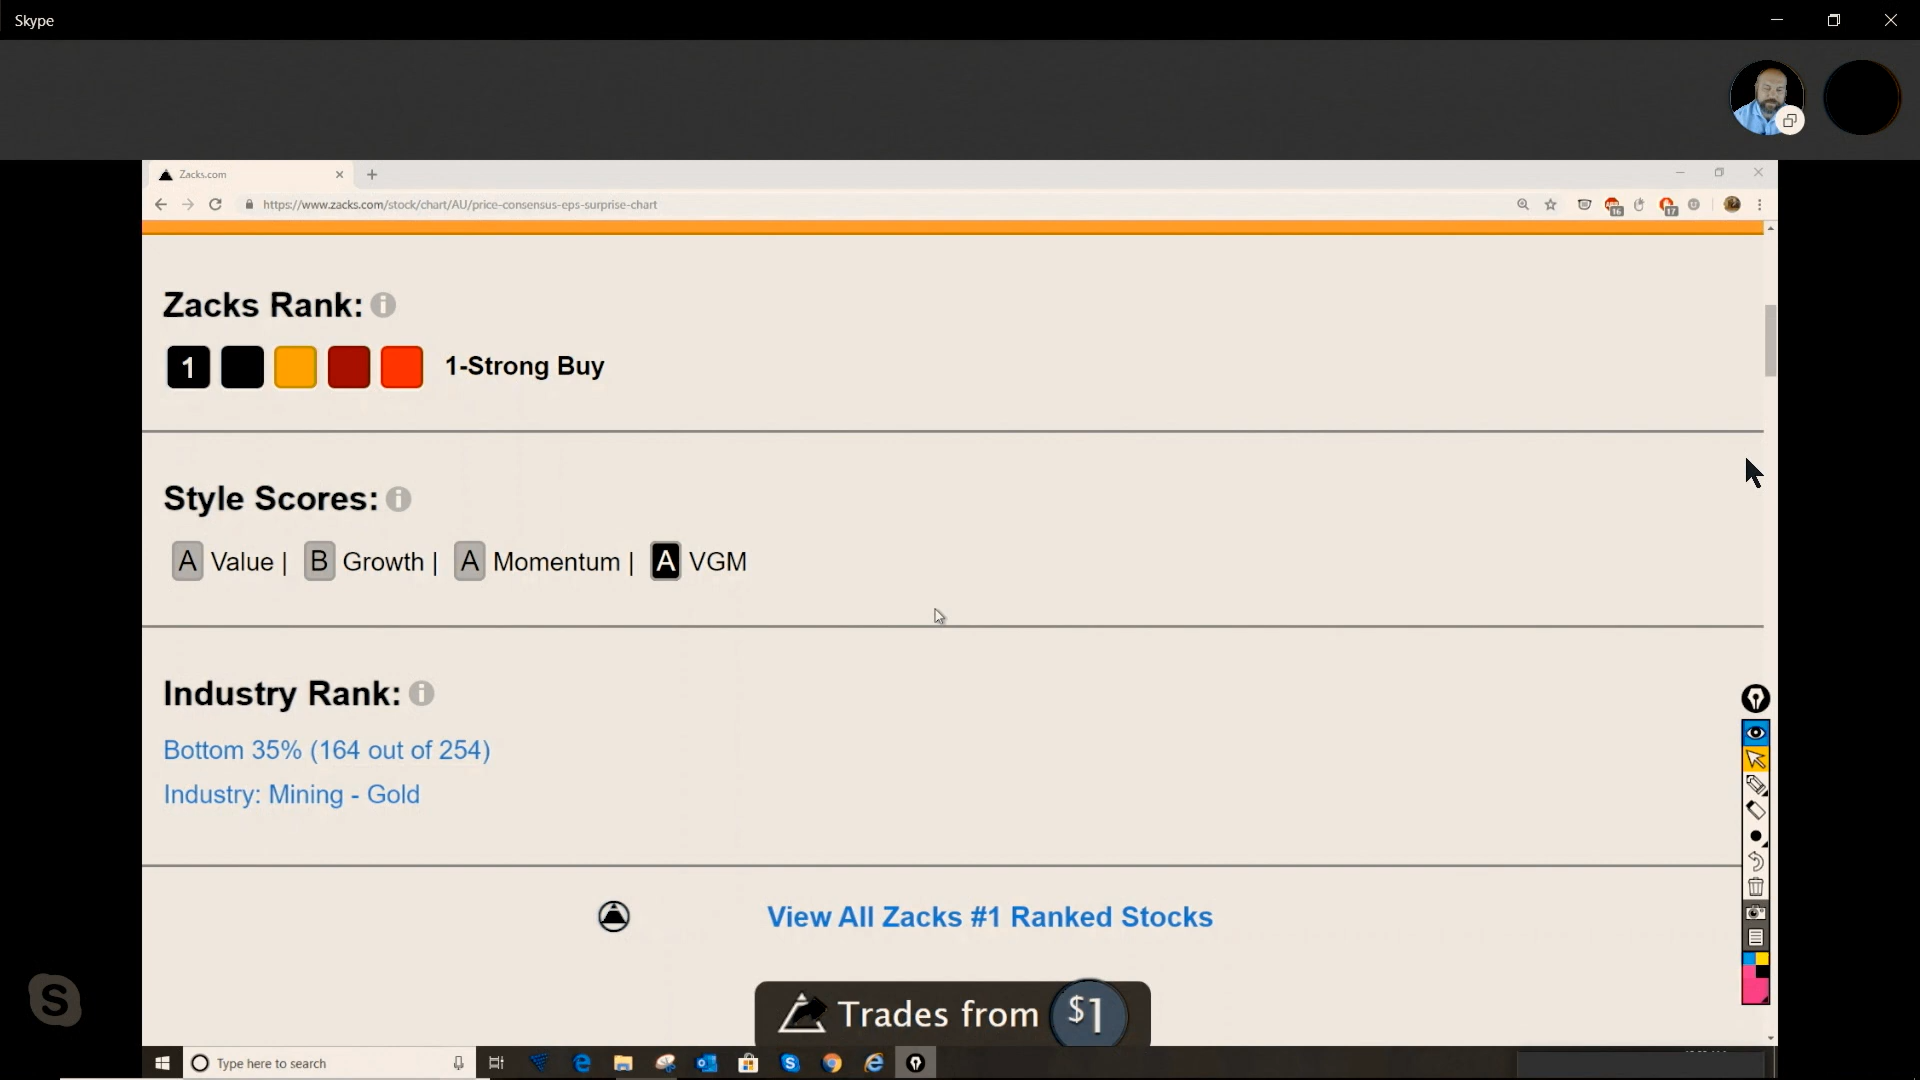 Skype
Zacks.com
https://www.zacks.com/stock/chart/AU/price-consensus-eps-surprise-chart
16
17
Zacks Rank:
1
1-Strong Buy
Style Scores:
A Value | B Growth | A Momentum | A VGM
Industry Rank:
Bottom 35% (164 out of 254)
Industry: Mining - Gold
View All Zacks #1 Ranked Stocks
Trades from $1
Type here to search